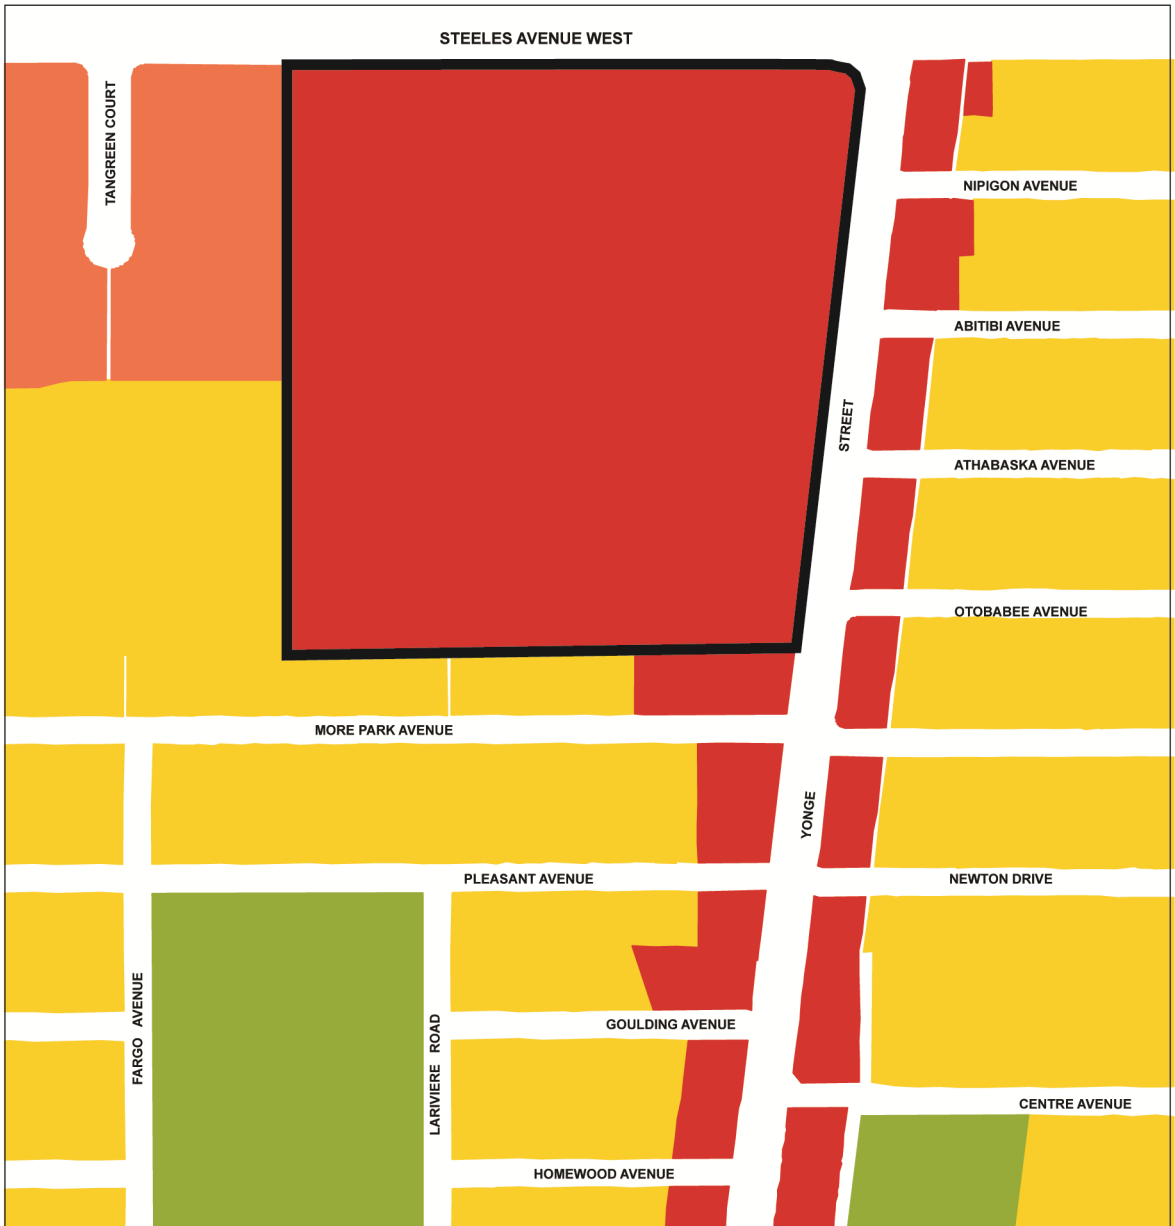 STEELES AVENUE WEST
TANGREEN COURT
NIPIGON AVENUE
ABITIBI AVENUE
STREET
ATHABASKA AVENUE
OTOBABEE AVENUE
MORE PARK AVENUE
YONGE
PLEASANT AVENUE
NEWTON DRIVE
FARGO AVENUE
LARIVIERE ROAD
GOULDING AVENUE
CENTRE AVENUE
HOMEWOOD AVENUE